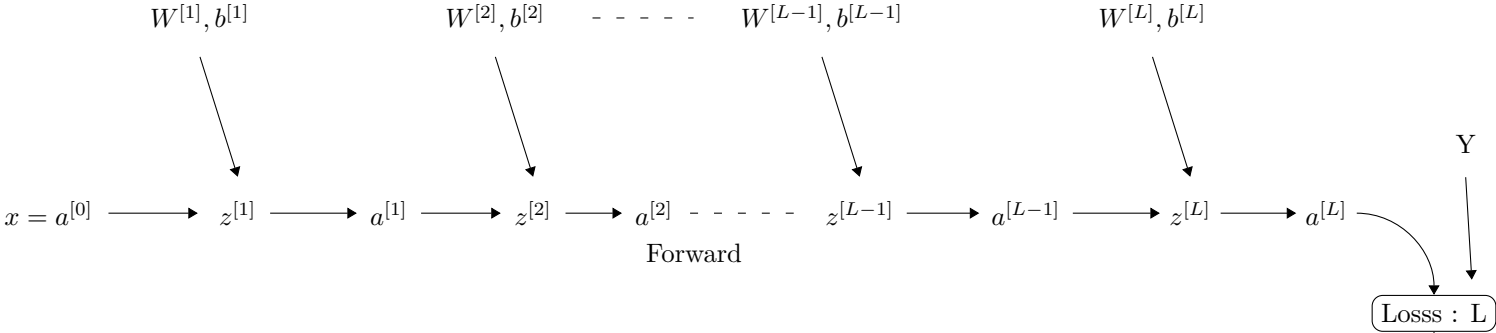 W^{[1]}, b^{[1]} W^{[2]}, b^{[2]} W^{[L-1]}, b^{[L-1]} W^{[L]}, b^{[L]}
Y
x = a^{[0]} z^{[1]} a^{[1]} z^{[2]} a^{[2]} z^{[L-1]} a^{[L-1]} z^{[L]} a^{[L]}
Forward
Losss : L